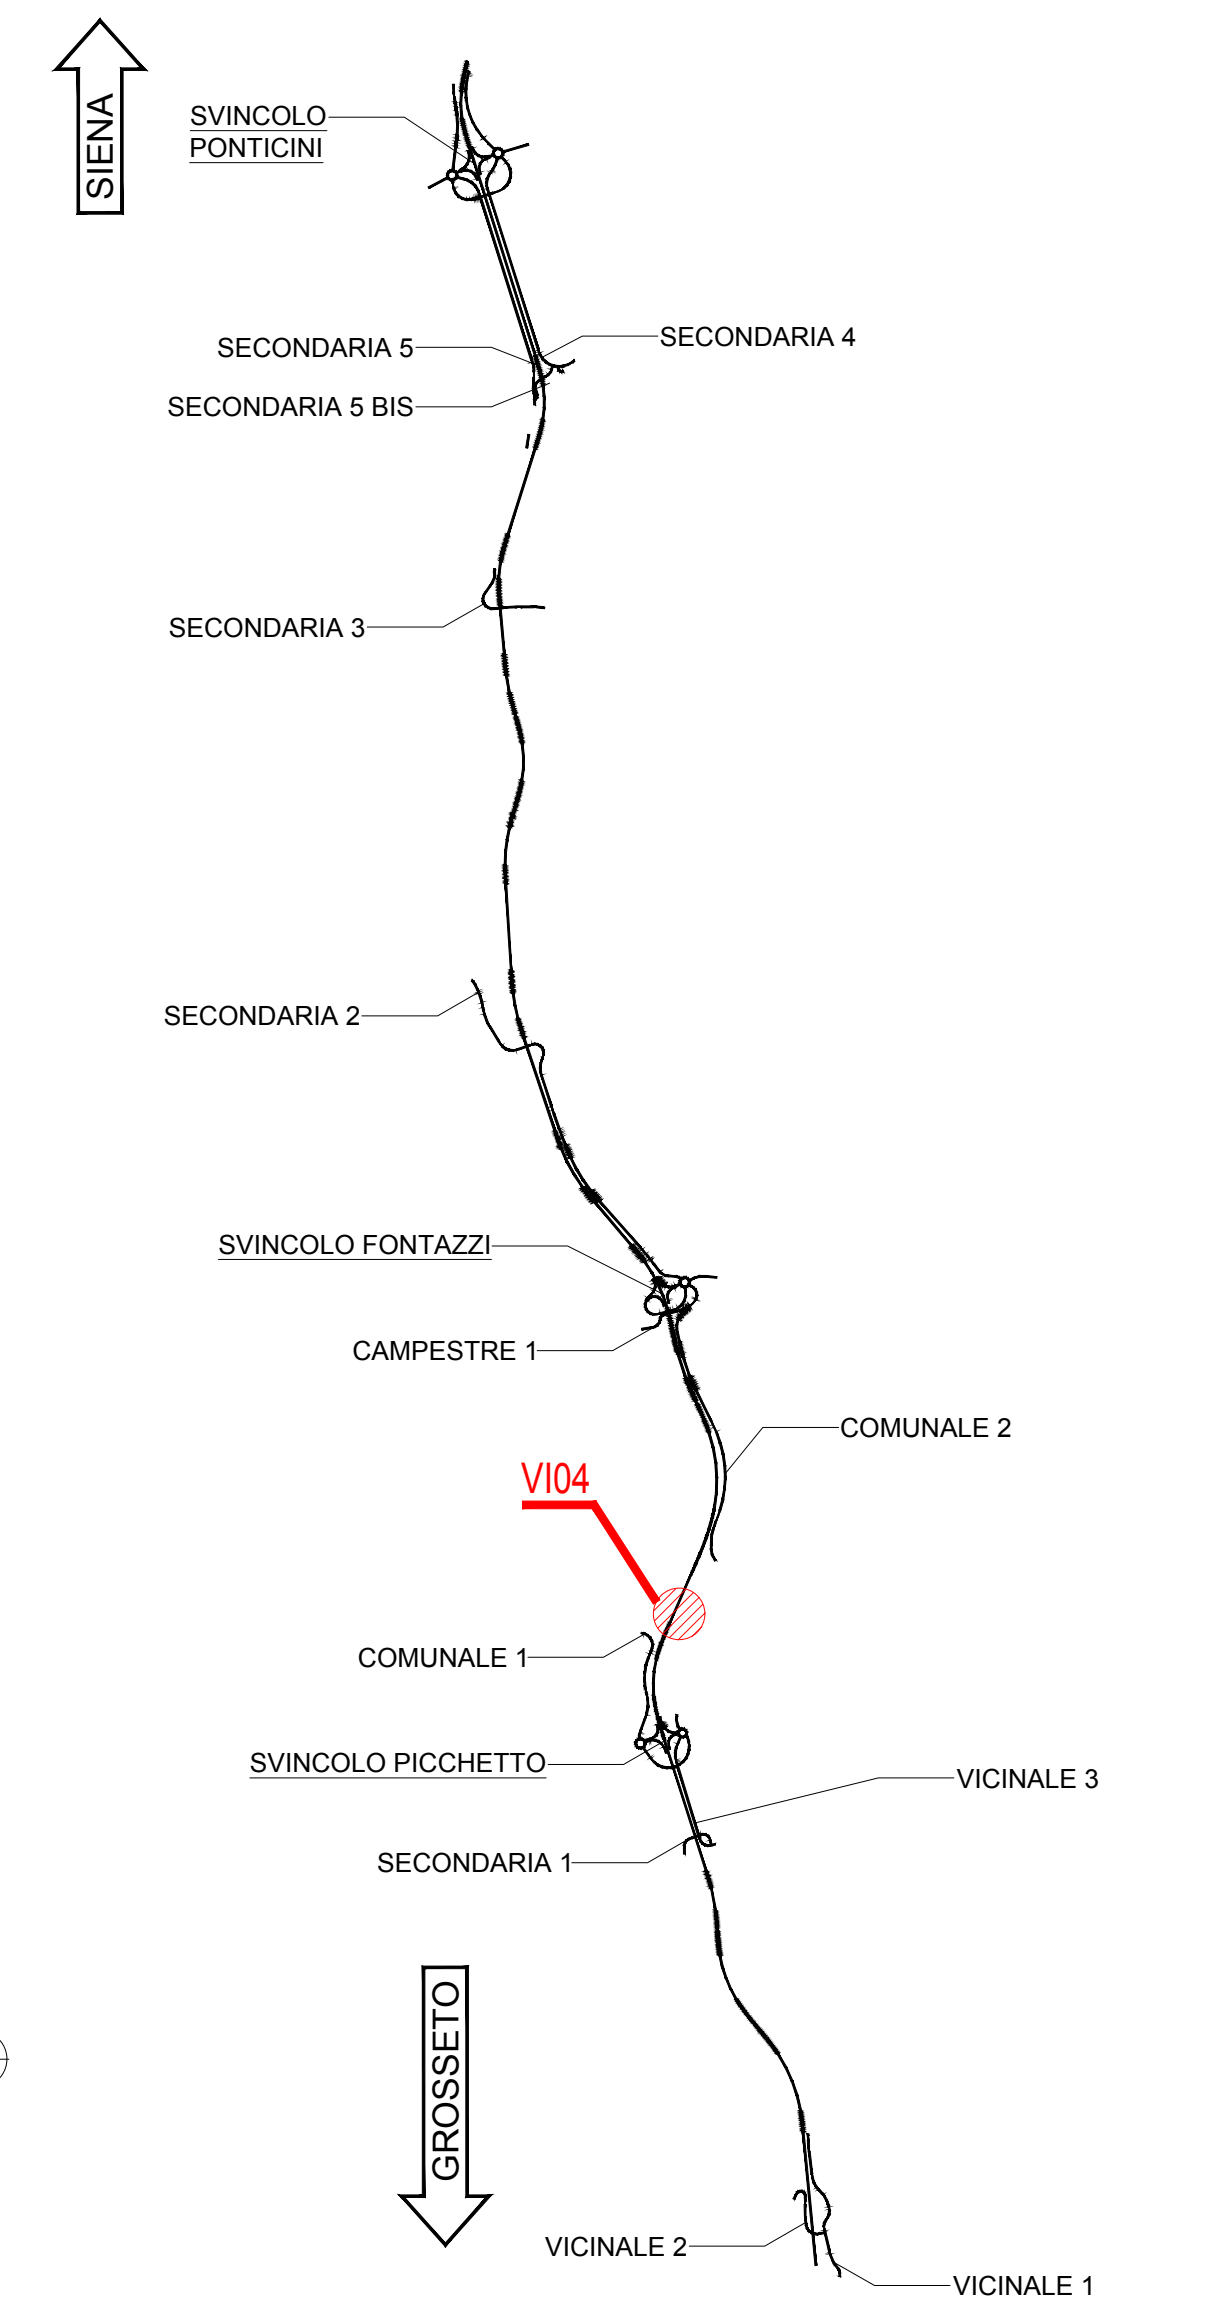 SIENA
SVINCOLO
PONTICINI
SECONDARIA 4
SECONDARIA 5
SECONDARIA 5 BIS
SECONDARIA 3
SECONDARIA 2
SVINCOLO FONTAZZI
CAMPESTRE 1
COMUNALE 2
VI04
COMUNALE 1
SVINCOLO PICCHETTO
VICINALE 3
SECONDARIA 1
GROSSETO
VICINALE 2
VICINALE 1